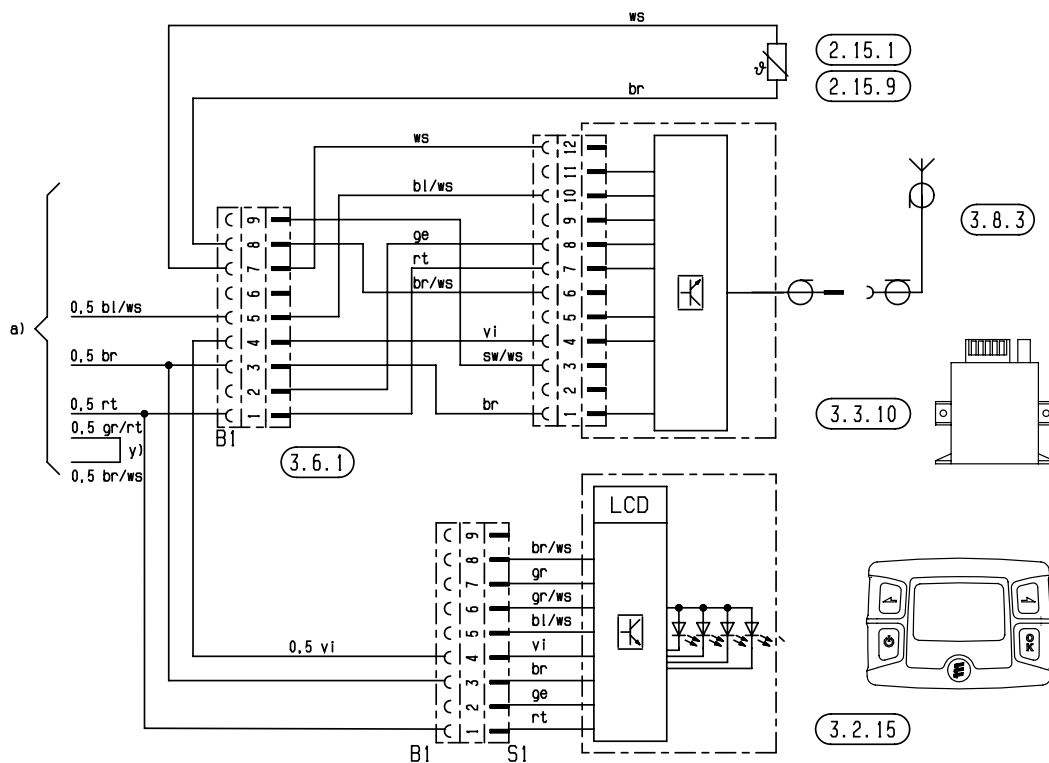 ws
2.15.1
ϑ
2.15.9
br
ws
12
11
bl/ws
10
9
9
3.8.3
ge
8
8
rt
7
7
br/ws
6
6
0,5 bl/ws
5
5
a)
vi
4
4
0,5 br
sw/ws
3
3
2
2
0,5 rt
br
1
1
3.3.10
0,5 gr/rt
B1
y)
3.6.1
0,5 br/ws
LCD
9
br/ws
8
gr
7
gr/ws
6
bl/ws
5
0,5 vi
vi
4
OK
br
3
ge
2
rt
1
3.2.15
B1
S1